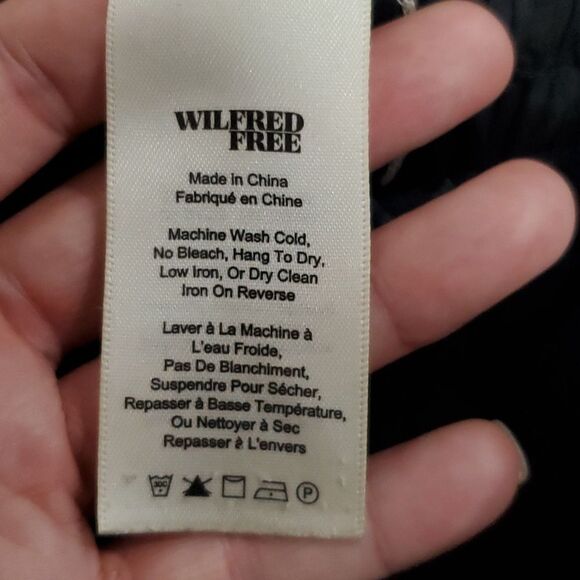 WILFRED
FREE
Made in China
Fabriqué en Chine
Machine Wash Cold,
No Bleach, Hang To Dry,
Low Iron, Or Dry Clean
Iron On Reverse
Laver à La Machine à
L'eau Froide,
Pas De Blanchiment,
Suspendre Pour Sécher,
Repasser à Basse Température,
Ou Nettoyer à Sec
Repasser à L'envers
P